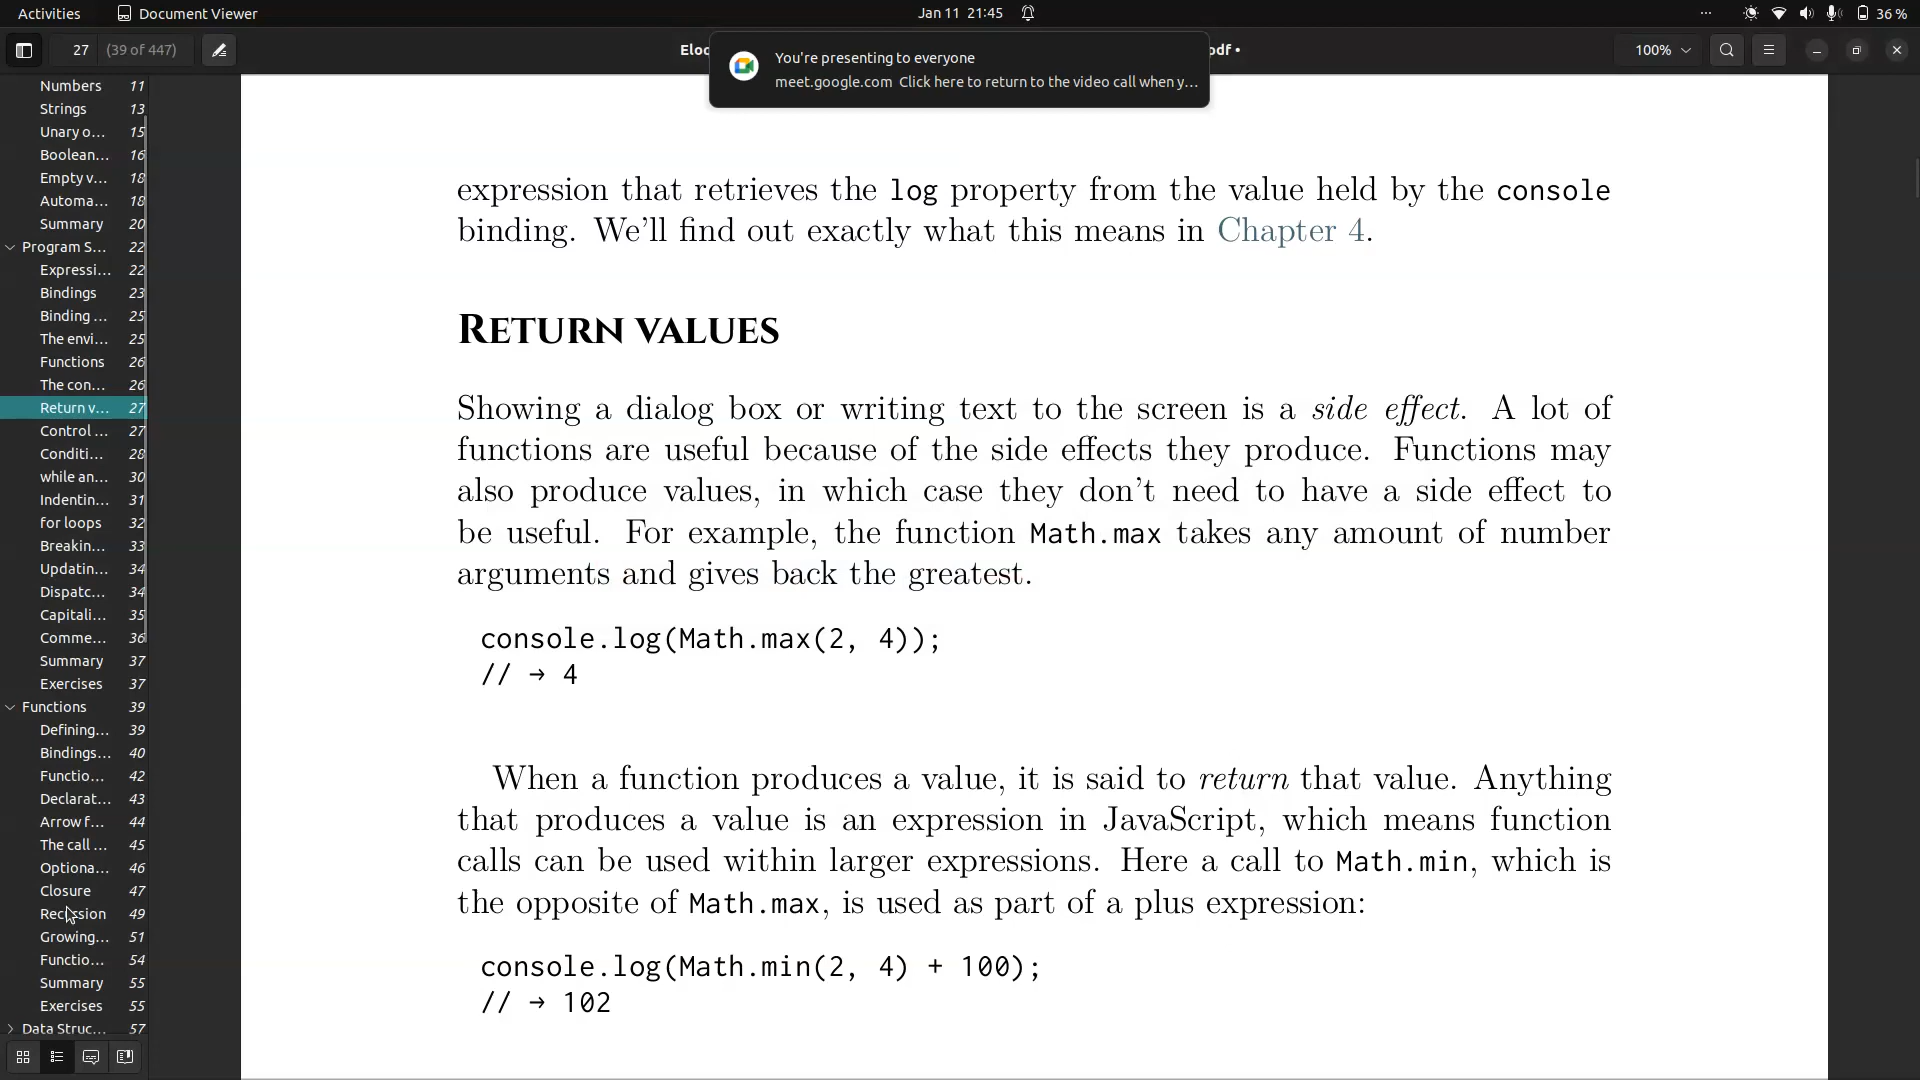 Activities Document Viewer Jan 11 21:45 36 %
27 (39 of 447) Eloc odf • 100%
You're presenting to everyone
meet.google.com Click here to return to the video call when y...
Numbers 11
Strings 13
Unary o... 15
Boolean... 16
Empty v... 18
Automa... 18
Summary 20
Program S... 22
Expressi... 22
Bindings 23
Binding ... 25
The envi... 25
Functions 26
The con... 26
Return v... 27
Control ... 27
Conditi... 28
while an... 30
Indentin... 31
for loops 32
Breakin... 33
Updatin... 34
Dispatc... 34
Capitali... 35
Comme... 36
Summary 37
Exercises 37
Functions 39
Defining... 39
Bindings... 40
Functio... 42
Declarat... 43
Arrow f... 44
The call ... 45
Optiona... 46
Closure 47
Recursion 49
Growing... 51
Functio... 54
Summary 55
Exercises 55
Data Struc... 57
expression that retrieves the log property from the value held by the console
binding. We'll find out exactly what this means in Chapter 4.
RETURN VALUES
Showing a dialog box or writing text to the screen is a side effect. A lot of
functions are useful because of the side effects they produce. Functions may
also produce values, in which case they don't need to have a side effect to
be useful. For example, the function Math.max takes any amount of number
arguments and gives back the greatest.
console.log(Math.max(2, 4));
// → 4
When a function produces a value, it is said to return that value. Anything
that produces a value is an expression in JavaScript, which means function
calls can be used within larger expressions. Here a call to Math.min, which is
the opposite of Math.max, is used as part of a plus expression:
console.log(Math.min(2, 4) + 100);
// → 102